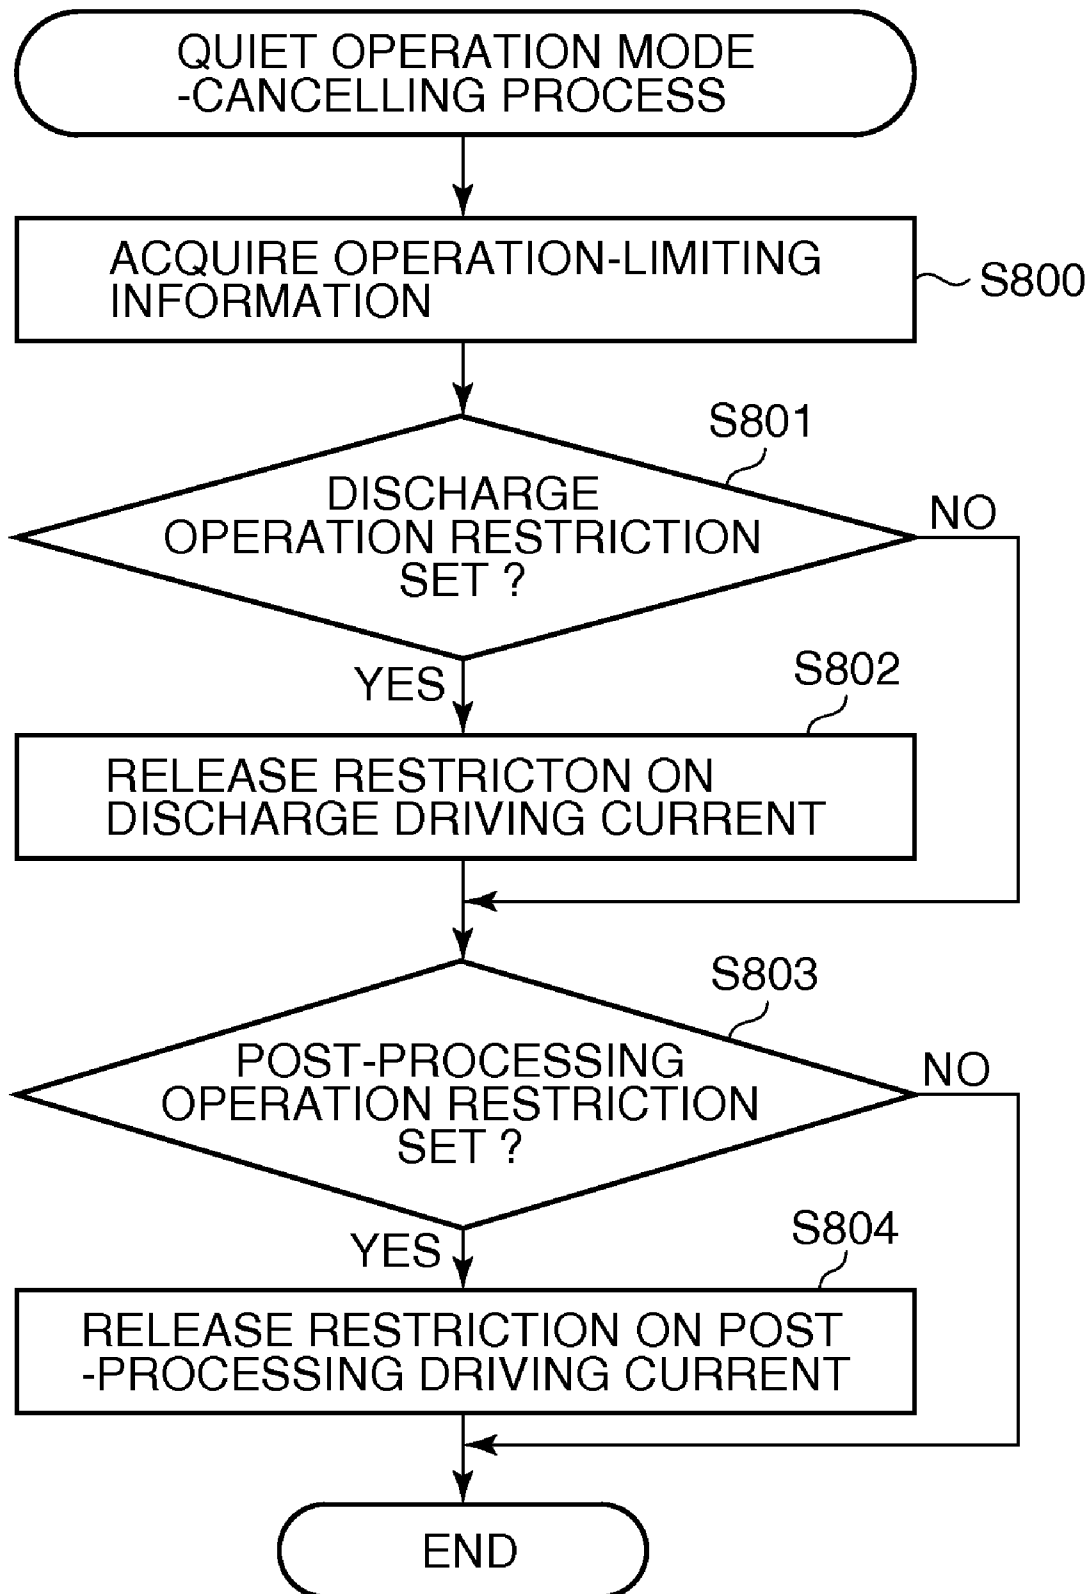 QUIET OPERATION MODE
-CANCELLING PROCESS
ACQUIRE OPERATION-LIMITING
INFORMATION
S800
S801
DISCHARGE
OPERATION RESTRICTION
SET ?
NO
YES
S802
RELEASE RESTRICTON ON
DISCHARGE DRIVING CURRENT
S803
POST-PROCESSING
OPERATION RESTRICTION
SET ?
NO
YES
S804
RELEASE RESTRICTION ON POST
-PROCESSING DRIVING CURRENT
END